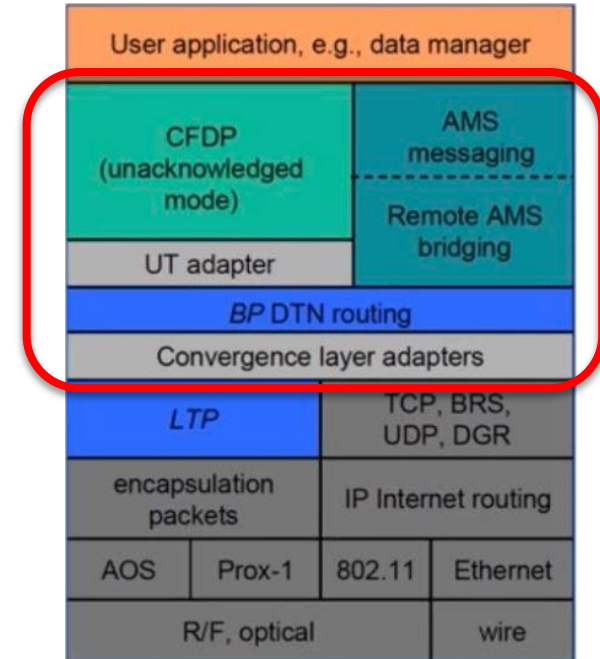 User application, e.g., data manager
CFDP
(unacknowledged
mode)
AMS
messaging
Remote AMS
bridging
UT adapter
BP DTN routing
Convergence layer adapters
LTP
TCP, BRS,
UDP, DGR
encapsulation
packets
IP Internet routing
AOS
Prox-1
802.11
Ethernet
R/F, optical
wire